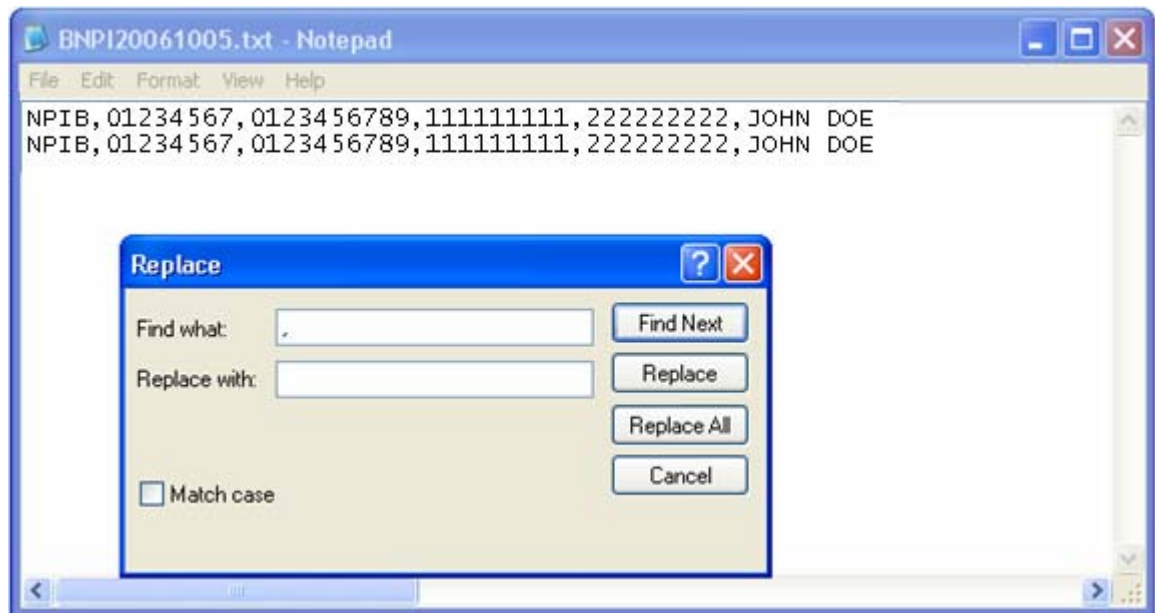 BNPI20061005.txt - Notepad
File Edit Format View Help
NPIB,01234567,0123456789,111111111,222222222,JOHN DOE
NPIB,01234567,0123456789,111111111,222222222,JOHN DOE
Replace
Find what: ,
Find Next
Replace with:
Replace
Replace All
Match case
Cancel